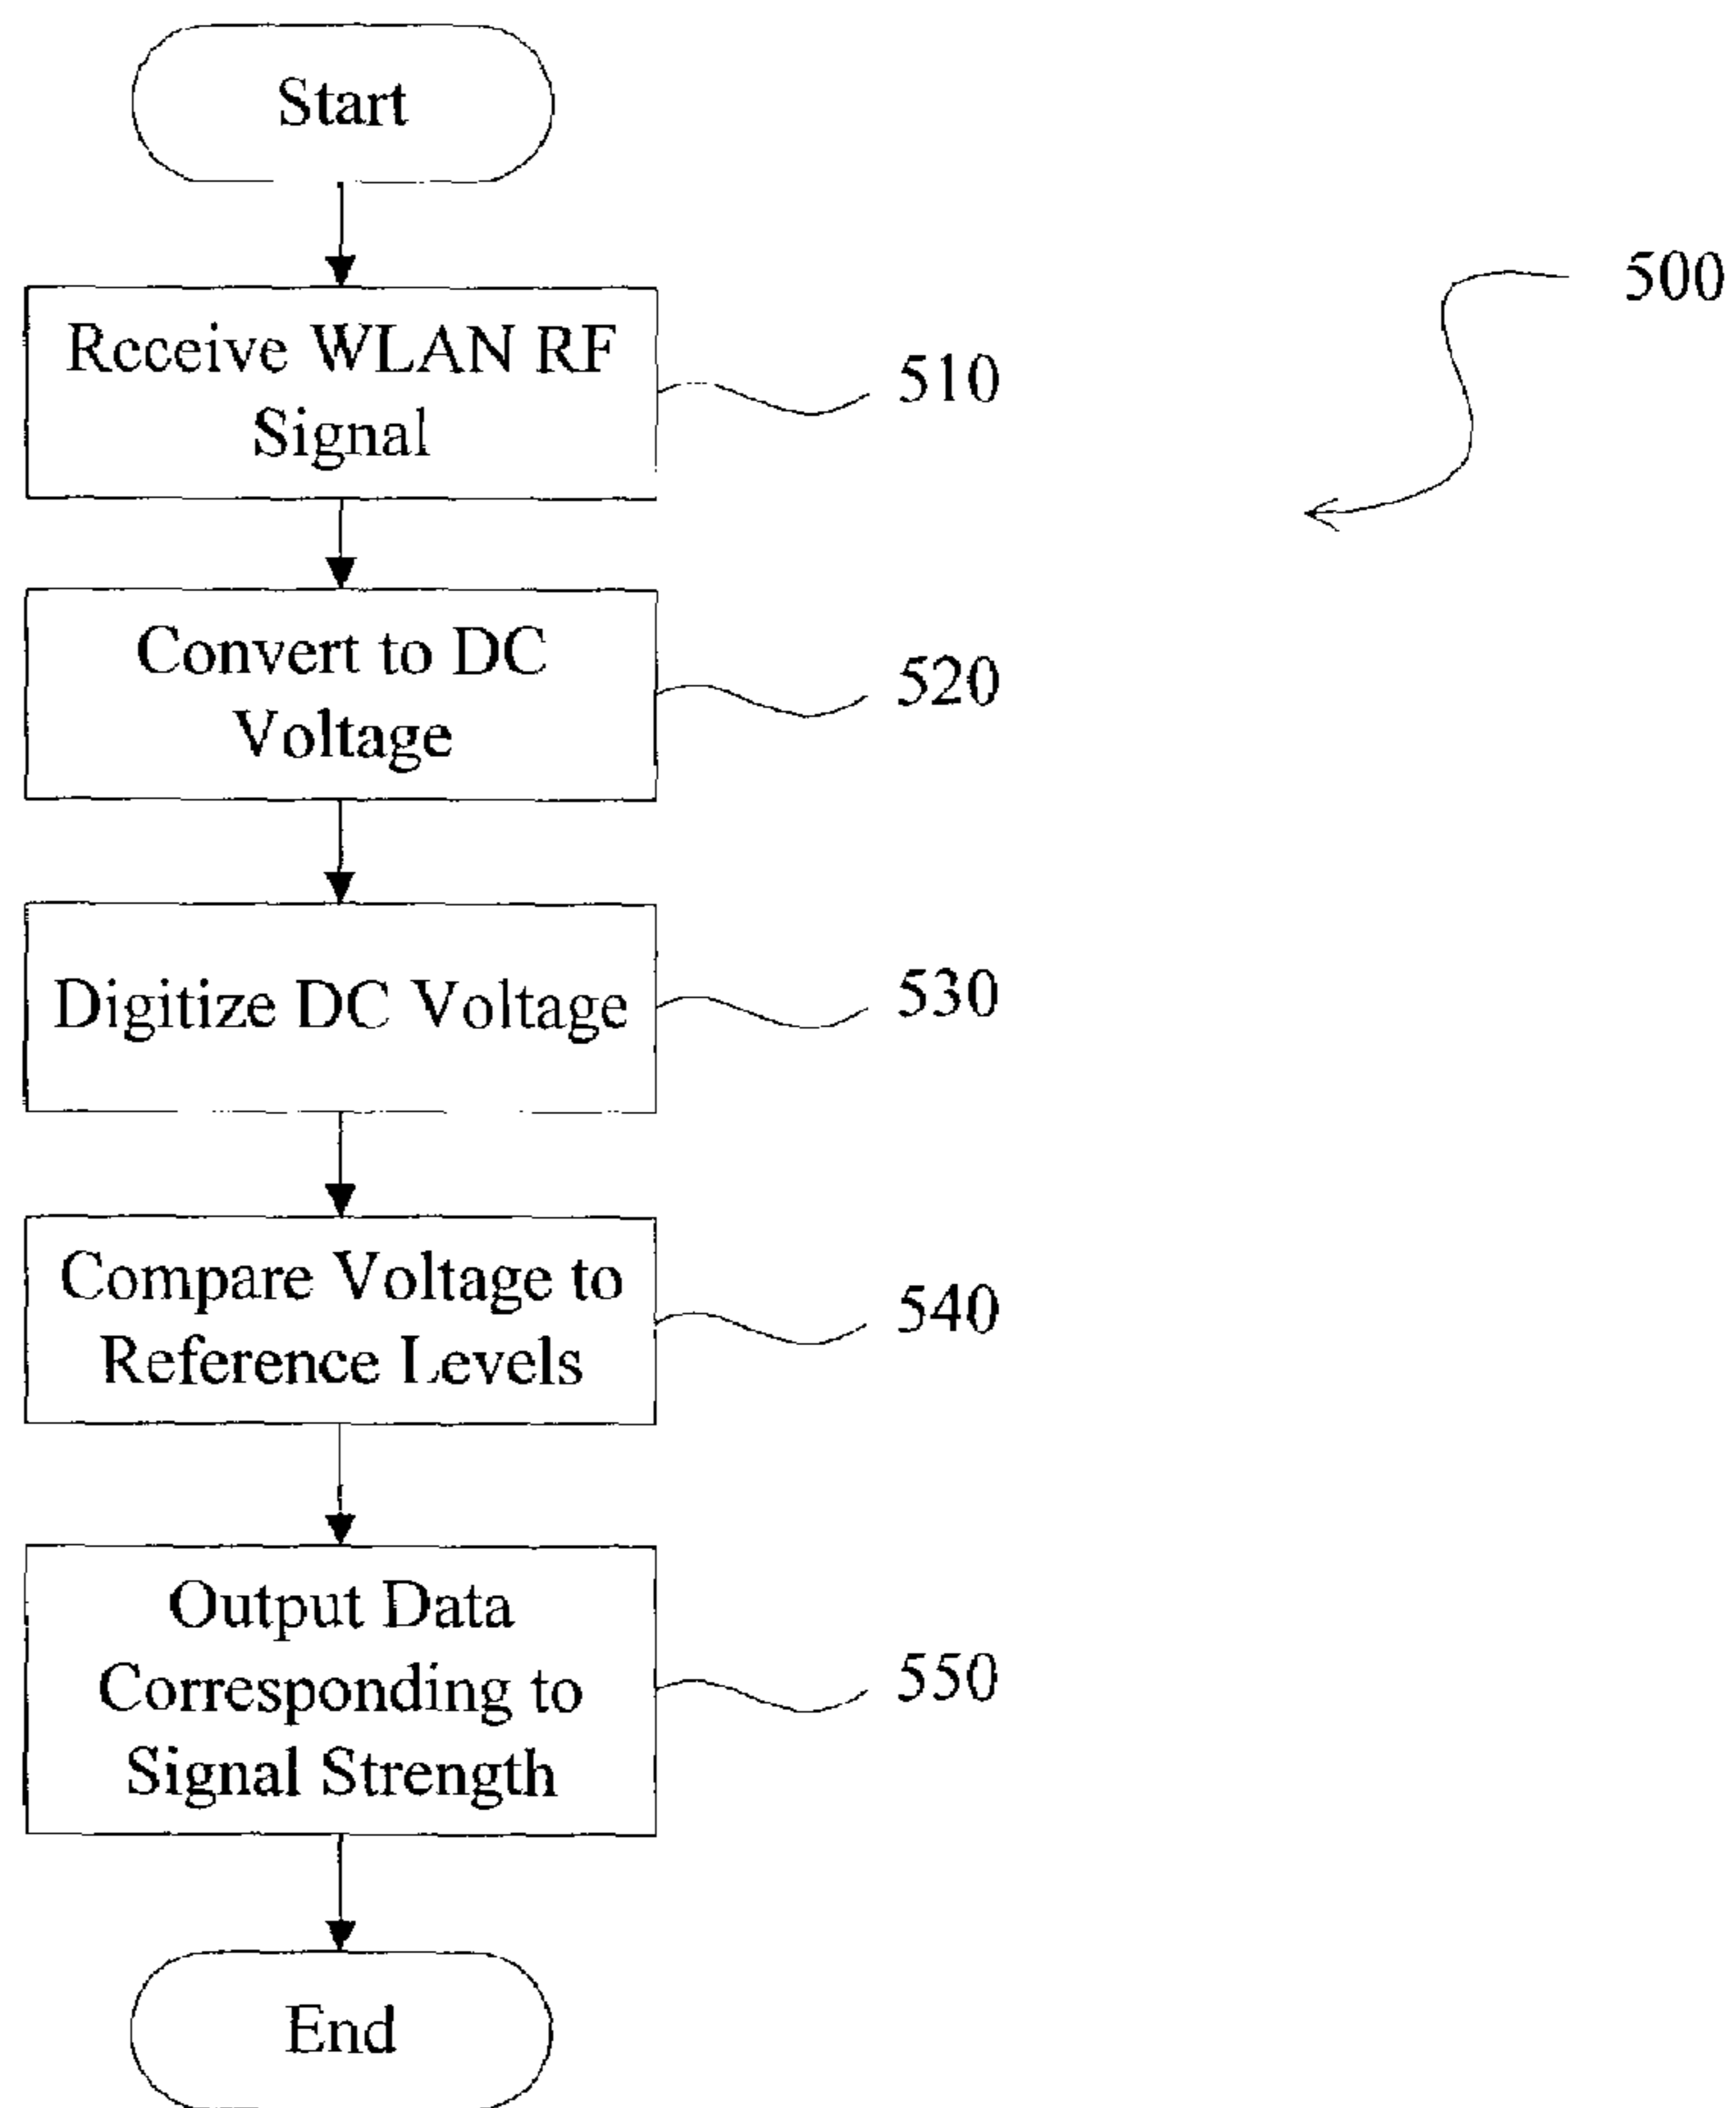 Start
500
Receive WLAN RF
Signal
510
Convert to DC
Voltage
520
Digitize DC Voltage
530
Compare Voltage to
Reference Levels
540
Output Data
Corresponding to
Signal Strength
550
End